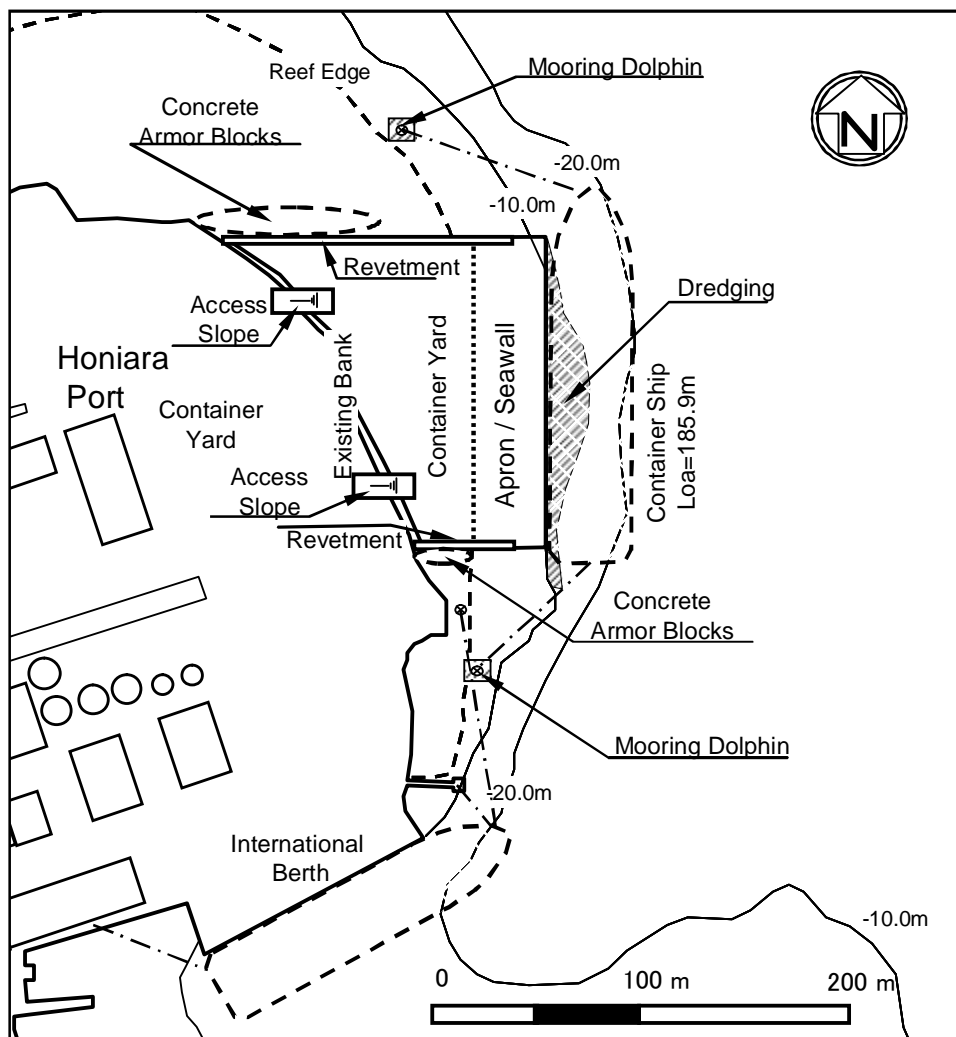 Reef Edge
Mooring Dolphin
Concrete
Armor Blocks
N
-20.0m
-10.0m
Revetment
Dredging
Access
Slope
Honiara
Port
Container
Yard
Existing Bank
Container Yard
Apron / Seawall
Container Ship
Loa=185.9m
Access
Slope
Revetment
Concrete
Armor Blocks
Mooring Dolphin
-20.0m
International
Berth
-10.0m
0 100 m 200 m